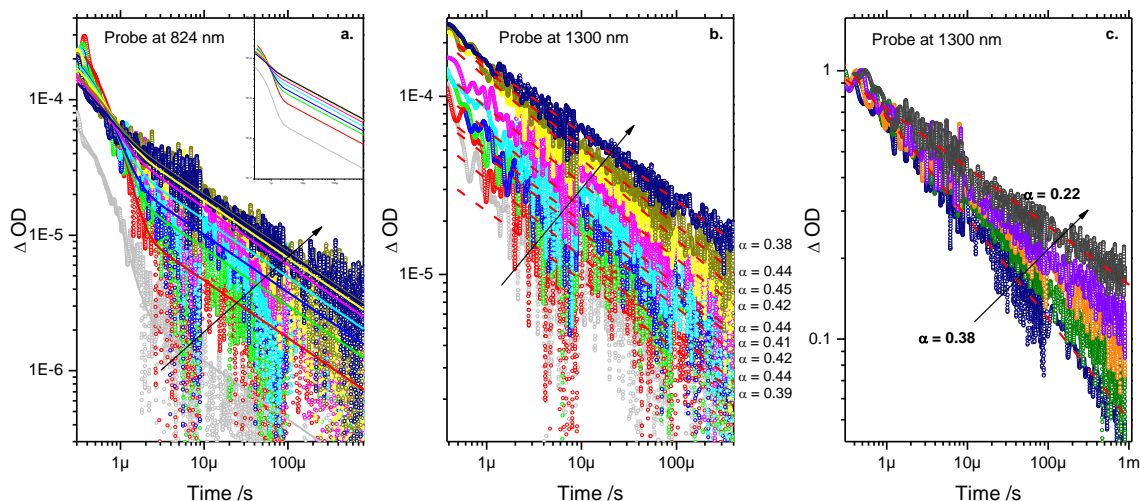 Probe at 824 nm
a.
1E-4
1E-5
1E-6
Δ OD
1µ
10µ
100µ
Time /s
Probe at 1300 nm
b.
1E-4
1E-5
Δ OD
α = 0.38
α = 0.44
α = 0.45
α = 0.42
α = 0.44
α = 0.41
α = 0.42
α = 0.44
α = 0.39
1µ
10µ
100µ
Time /s
Probe at 1300 nm
c.
1
0.1
Δ OD
α = 0.22
α = 0.38
1µ
10µ
100µ
1m
Time /s